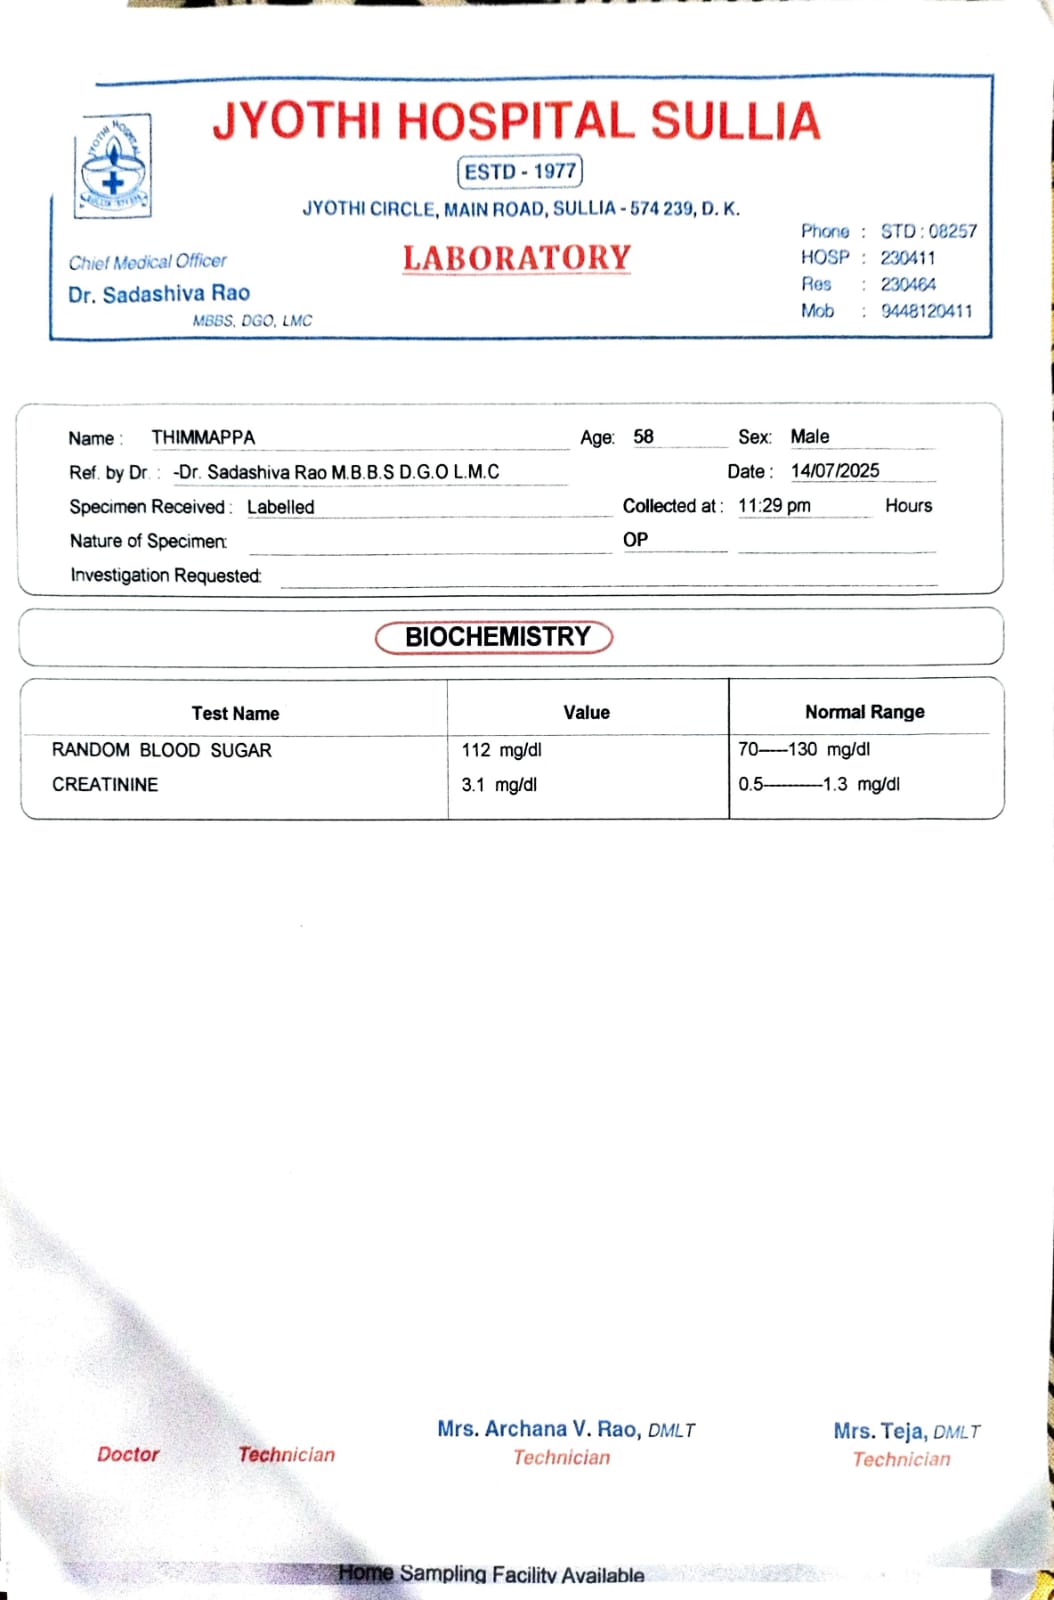 JYOTHI HOSPITAL SULLIA
ESTD - 1977
JYOTHI CIRCLE, MAIN ROAD, SULLIA - 574 239, D. K.
LABORATORY
JYOTHI HOSPITAL
Chief Medical Officer
Dr. Sadashiva Rao
MBBS, DGO, LMC
Phone : STD : 08257
HOSP : 230411
Res : 230464
Mob : 9448120411
Name : THIMMAPPA Age: 58 Sex: Male
Ref. by Dr. : -Dr. Sadashiva Rao M.B.B.S D.G.O L.M.C Date : 14/07/2025
Specimen Received : Labelled Collected at : 11:29 pm Hours
Nature of Specimen: OP
Investigation Requested:
BIOCHEMISTRY
Test Name Value Normal Range
RANDOM BLOOD SUGAR 112 mg/dl 70-----130 mg/dl
CREATININE 3.1 mg/dl 0.5----------1.3 mg/dl
Mrs. Archana V. Rao, DMLT Mrs. Teja, DMLT
Doctor Technician Technician Technician
Home Sampling Facility Available